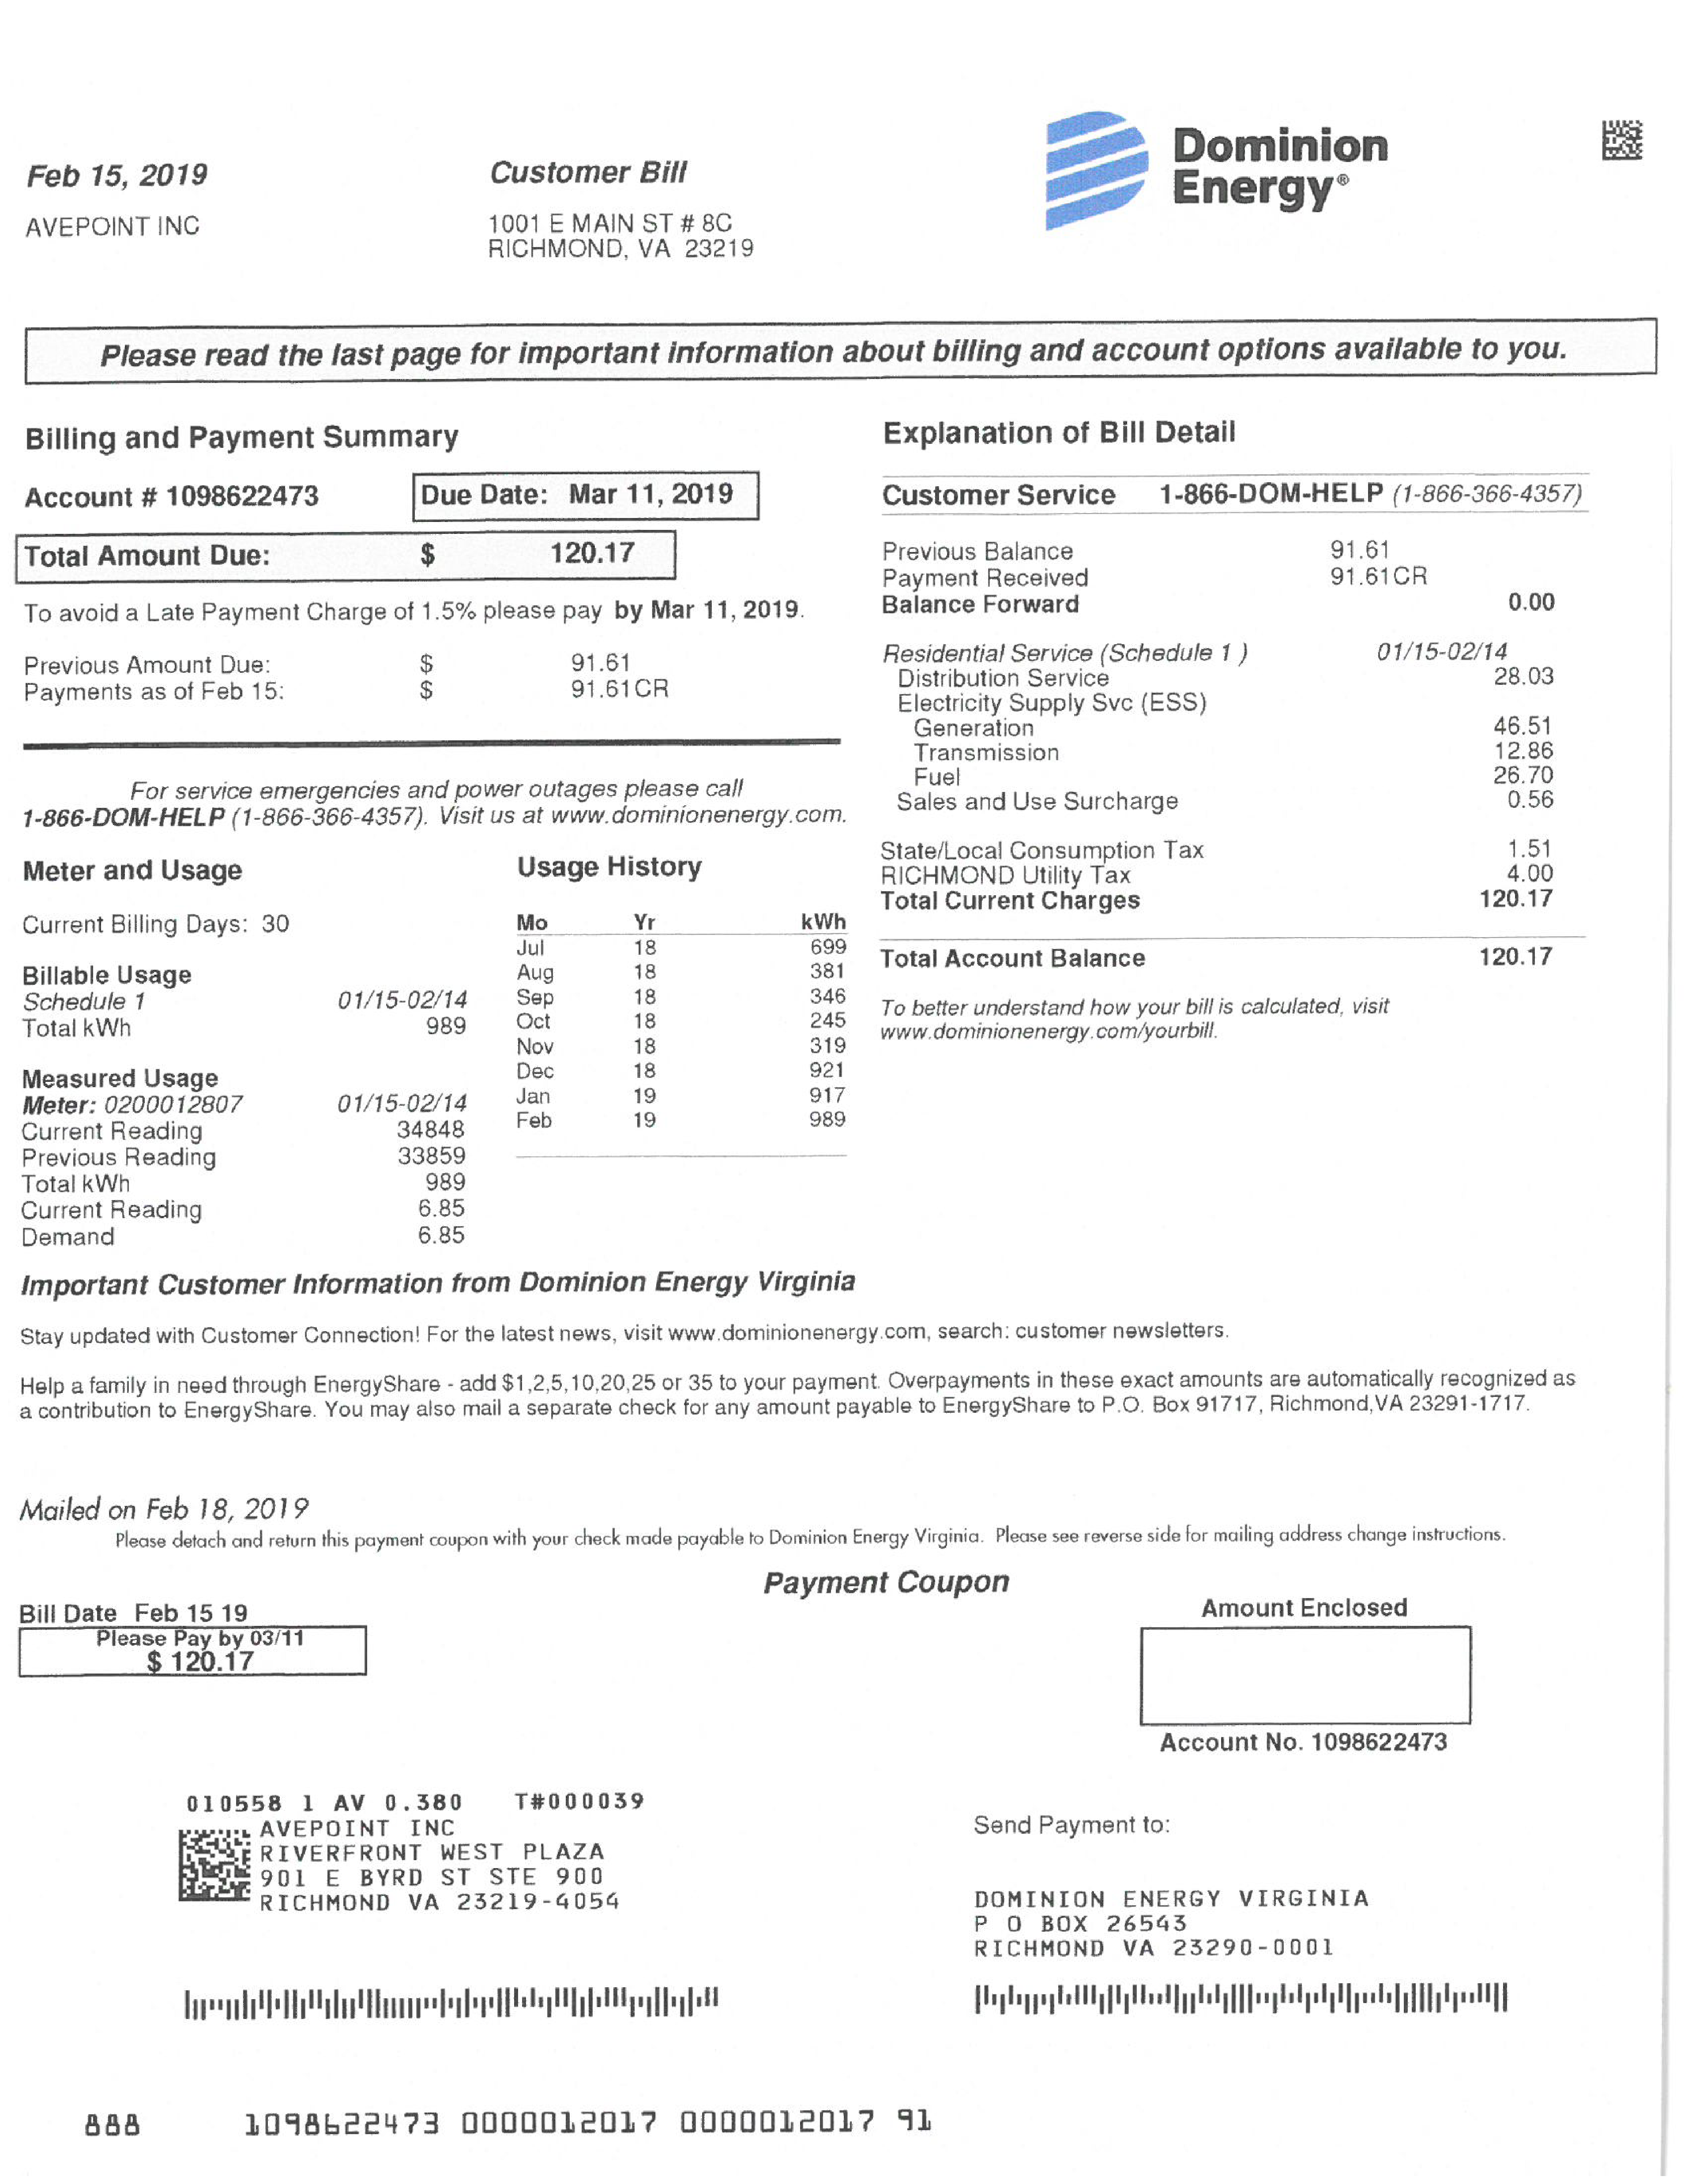 Feb 15, 2019
AVEPOINT INC
Customer Bill
1001 E MAIN ST # 8C
RICHMOND, VA 23219
Dominion
Energy®
Please read the last page for important information about billing and account options available to you.
Billing and Payment Summary
Account # 1098622473
Due Date: Mar 11, 2019
Total Amount Due: $ 120.17
To avoid a Late Payment Charge of 1.5% please pay by Mar 11, 2019.
Previous Amount Due: $ 91.61
Payments as of Feb 15: $ 91.61CR
For service emergencies and power outages please call
1-866-DOM-HELP (1-866-366-4357). Visit us at www.dominionenergy.com.
Meter and Usage
Current Billing Days: 30
Billable Usage
Schedule 1 01/15-02/14
Total kWh 989
Measured Usage
Meter: 0200012807 01/15-02/14
Current Reading 34848
Previous Reading 33859
Total kWh 989
Current Reading 6.85
Demand 6.85
Usage History
Mo Yr kWh
Jul 18 699
Aug 18 381
Sep 18 346
Oct 18 245
Nov 18 319
Dec 18 921
Jan 19 917
Feb 19 989
Explanation of Bill Detail
Customer Service 1-866-DOM-HELP (1-866-366-4357)
Previous Balance 91.61
Payment Received 91.61CR
Balance Forward 0.00
Residential Service (Schedule 1 ) 01/15-02/14
Distribution Service 28.03
Electricity Supply Svc (ESS)
Generation 46.51
Transmission 12.86
Fuel 26.70
Sales and Use Surcharge 0.56
State/Local Consumption Tax 1.51
RICHMOND Utility Tax 4.00
Total Current Charges 120.17
Total Account Balance 120.17
To better understand how your bill is calculated, visit
www.dominionenergy.com/yourbill.
Important Customer Information from Dominion Energy Virginia
Stay updated with Customer Connection! For the latest news, visit www.dominionenergy.com, search: customer newsletters.
Help a family in need through EnergyShare - add $1,2,5,10,20,25 or 35 to your payment. Overpayments in these exact amounts are automatically recognized as
a contribution to EnergyShare. You may also mail a separate check for any amount payable to EnergyShare to P.O. Box 91717, Richmond,VA 23291-1717.
Mailed on Feb 18, 2019
Please detach and return this payment coupon with your check made payable to Dominion Energy Virginia. Please see reverse side for mailing address change instructions.
Payment Coupon
Bill Date Feb 15 19
Please Pay by 03/11
$ 120.17
Amount Enclosed
Account No. 1098622473
010558 1 AV 0.380 T#000039
AVEPOINT INC
RIVERFRONT WEST PLAZA
901 E BYRD ST STE 900
RICHMOND VA 23219-4054
Send Payment to:
DOMINION ENERGY VIRGINIA
P O BOX 26543
RICHMOND VA 23290-0001
888 1098622473 0000012017 0000012017 91